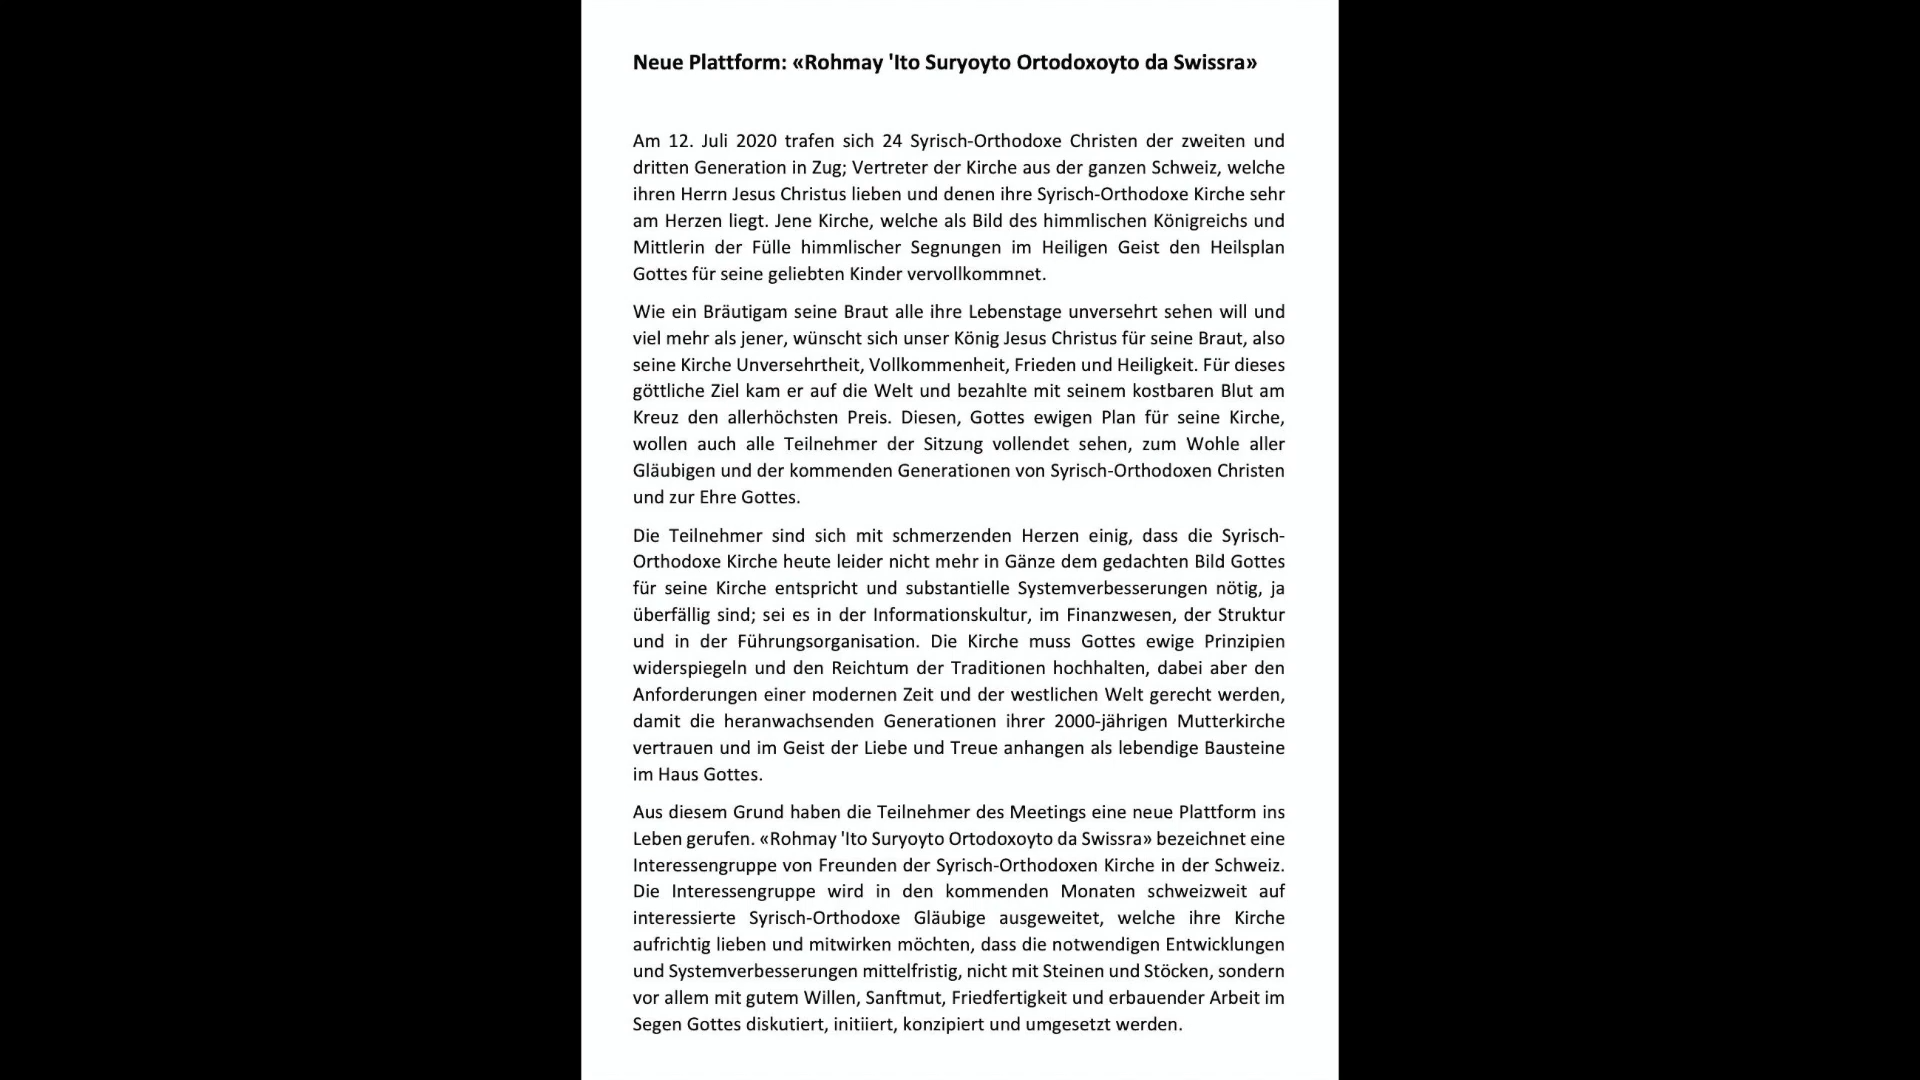 Neue Plattform: «Rohmay 'Ito Suryoyto Ortodoxoyto da Swissra»
Am 12. Juli 2020 trafen sich 24 Syrisch-Orthodoxe Christen der zweiten und
dritten Generation in Zug; Vertreter der Kirche aus der ganzen Schweiz, welche
ihren Herrn Jesus Christus lieben und denen ihre Syrisch-Orthodoxe Kirche sehr
am Herzen liegt. Jene Kirche, welche als Bild des himmlischen Königreichs und
Mittlerin der Fülle himmlischer Segnungen im Heiligen Geist den Heilsplan
Gottes für seine geliebten Kinder vervollkommnet.
Wie ein Bräutigam seine Braut alle ihre Lebenstage unversehrt sehen will und
viel mehr als jener, wünscht sich unser König Jesus Christus für seine Braut, also
seine Kirche Unversehrtheit, Vollkommenheit, Frieden und Heiligkeit. Für dieses
göttliche Ziel kam er auf die Welt und bezahlte mit seinem kostbaren Blut am
Kreuz den allerhöchsten Preis. Diesen, Gottes ewigen Plan für seine Kirche,
wollen auch alle Teilnehmer der Sitzung vollendet sehen, zum Wohle aller
Gläubigen und der kommenden Generationen von Syrisch-Orthodoxen Christen
und zur Ehre Gottes.
Die Teilnehmer sind sich mit schmerzenden Herzen einig, dass die Syrisch-
Orthodoxe Kirche heute leider nicht mehr in Gänze dem gedachten Bild Gottes
für seine Kirche entspricht und substantielle Systemverbesserungen nötig, ja
überfällig sind; sei es in der Informationskultur, im Finanzwesen, der Struktur
und in der Führungsorganisation. Die Kirche muss Gottes ewige Prinzipien
widerspiegeln und den Reichtum der Traditionen hochhalten, dabei aber den
Anforderungen einer modernen Zeit und der westlichen Welt gerecht werden,
damit die heranwachsenden Generationen ihrer 2000-jährigen Mutterkirche
vertrauen und im Geist der Liebe und Treue anhangen als lebendige Bausteine
im Haus Gottes.
Aus diesem Grund haben die Teilnehmer des Meetings eine neue Plattform ins
Leben gerufen. «Rohmay 'Ito Suryoyto Ortodoxoyto da Swissra» bezeichnet eine
Interessengruppe von Freunden der Syrisch-Orthodoxen Kirche in der Schweiz.
Die Interessengruppe wird in den kommenden Monaten schweizweit auf
interessierte Syrisch-Orthodoxe Gläubige ausgeweitet, welche ihre Kirche
aufrichtig lieben und mitwirken möchten, dass die notwendigen Entwicklungen
und Systemverbesserungen mittelfristig, nicht mit Steinen und Stöcken, sondern
vor allem mit gutem Willen, Sanftmut, Friedfertigkeit und erbauender Arbeit im
Segen Gottes diskutiert, initiiert, konzipiert und umgesetzt werden.